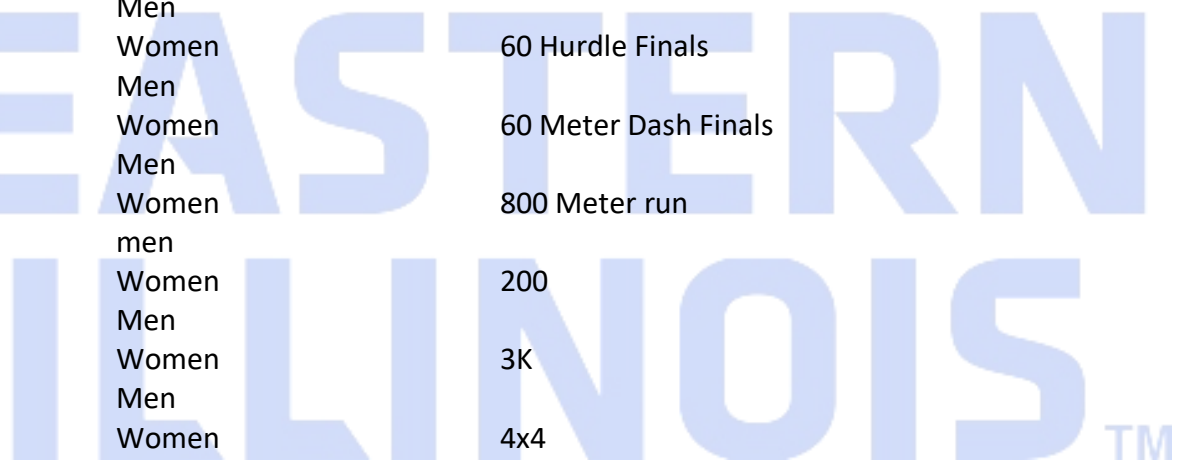 Men
Women 60 Hurdle Finals
Men
Women 60 Meter Dash Finals
Men
Women 800 Meter run
men
Women 200
Men
Women 3K
Men
Women 4x4
EASTERN
ILLINOIS TM